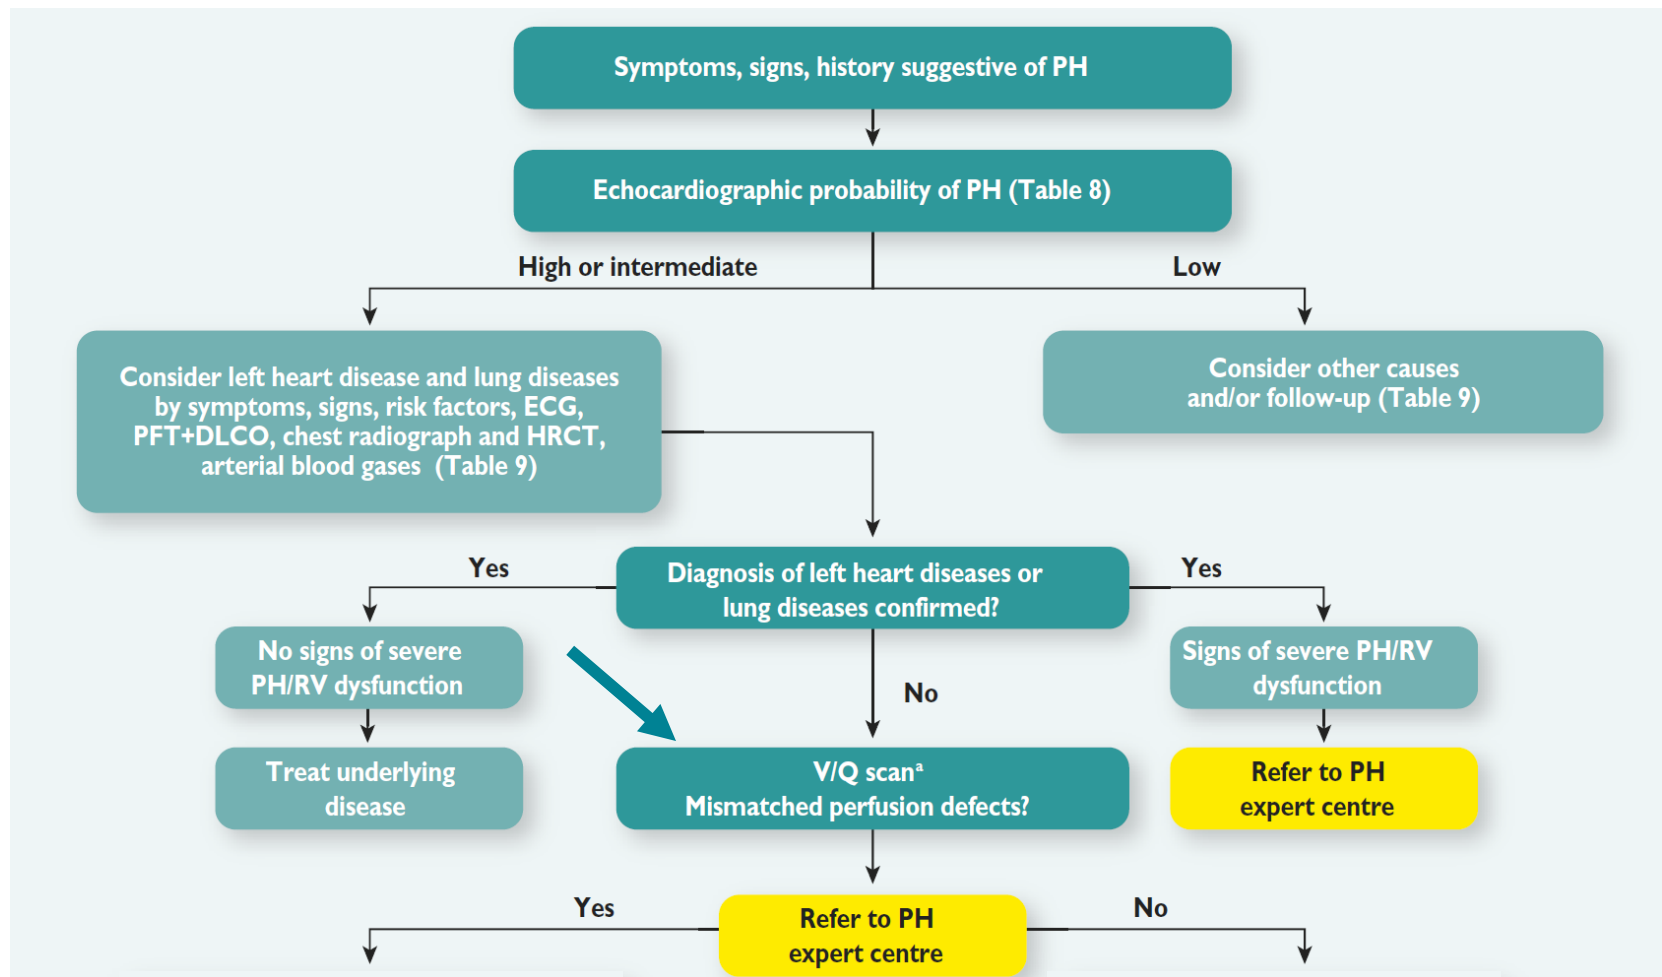 Symptoms, signs, history suggestive of PH
Echocardiographic probability of PH (Table 8)
High or intermediate
Low
Consider left heart disease and lung diseases
by symptoms, signs, risk factors, ECG,
PFT+DLCO, chest radiograph and HRCT,
arterial blood gases (Table 9)
Consider other causes
and/or follow-up (Table 9)
Yes
Diagnosis of left heart diseases or
lung diseases confirmed?
Yes
No signs of severe
PH/RV dysfunction
No
Signs of severe PH/RV
dysfunction
Treat underlying
disease
V/Q scanᵃ
Mismatched perfusion defects?
Refer to PH
expert centre
Yes
Refer to PH
expert centre
No